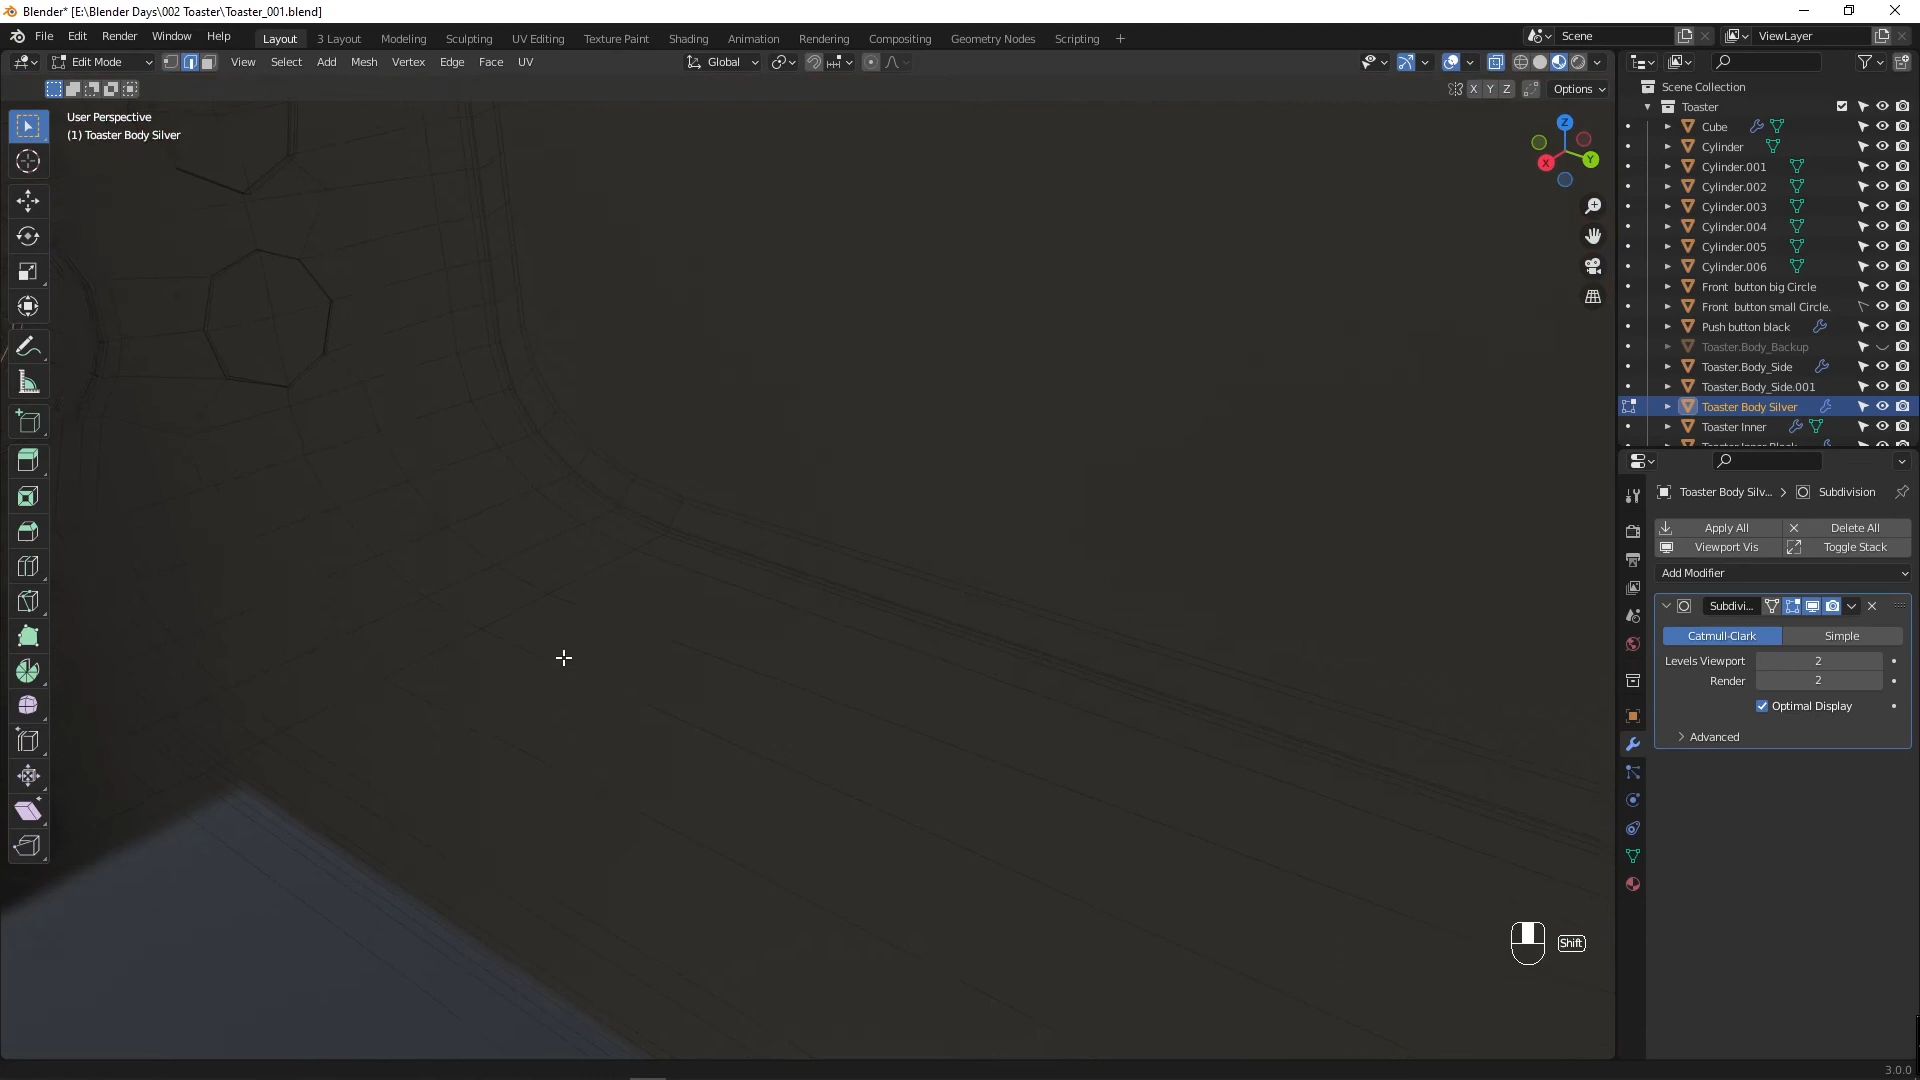 Blender* [E:\Blender Days\002 Toaster\Toaster_001.blend]
File Edit Render Window Help
Layout 3 Layout Modeling Sculpting UV Editing Texture Paint Shading Animation Rendering Compositing Geometry Nodes Scripting +
Scene
ViewLayer
Edit Mode View Select Add Mesh Vertex Edge Face UV
Global
X Y Z Options
User Perspective
(1) Toaster Body Silver
Z
X
Y
Scene Collection
Toaster
Cube
Cylinder
Cylinder.001
Cylinder.002
Cylinder.003
Cylinder.004
Cylinder.005
Cylinder.006
Front button big Circle
Front button small Circle.
Push button black
Toaster.Body_Backup
Toaster.Body_Side
Toaster.Body_Side.001
Toaster Body Silver
Toaster Inner
Toaster Inner Black
Toaster Body Silv... > Subdivision
Apply All Delete All
Viewport Vis Toggle Stack
Add Modifier
Subdivi...
Catmull-Clark Simple
Levels Viewport 2
Render 2
Optimal Display
Advanced
Shift
3.0.0